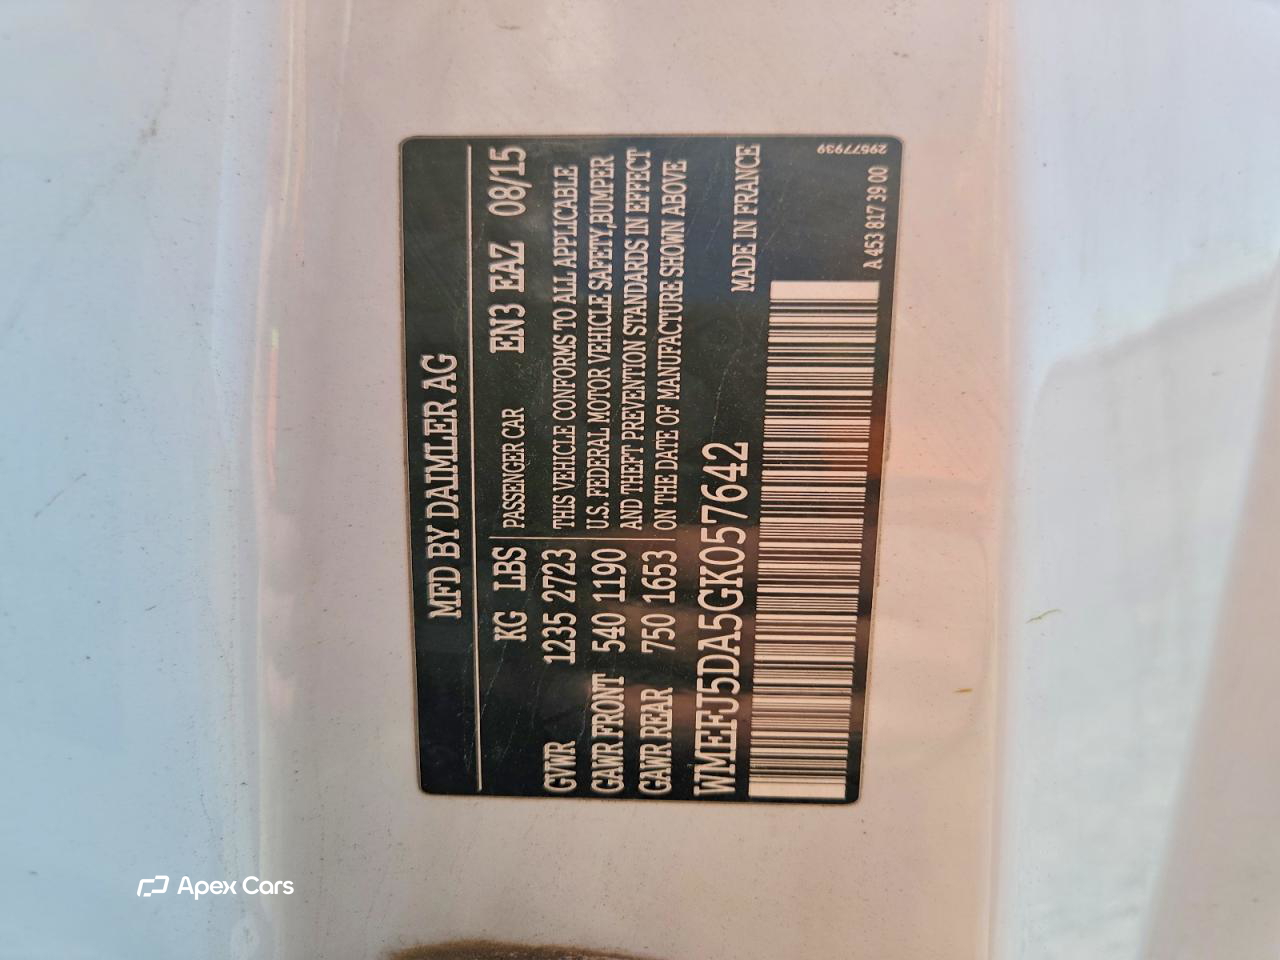 MFD BY DAIMLER AG
KG LBS PASSENGER CAR EN3 EAZ 08/15
GVWR 1235 2723 THIS VEHICLE CONFORMS TO ALL APPLICABLE
GAWR FRONT 540 1190 U.S. FEDERAL MOTOR VEHICLE SAFETY,BUMPER
GAWR REAR 750 1653 AND THEFT PREVENTION STANDARDS IN EFFECT
ON THE DATE OF MANUFACTURE SHOWN ABOVE
WMEFJ5DA5GK057642 MADE IN FRANCE
29577939
A 453 817 39 00
Apex Cars